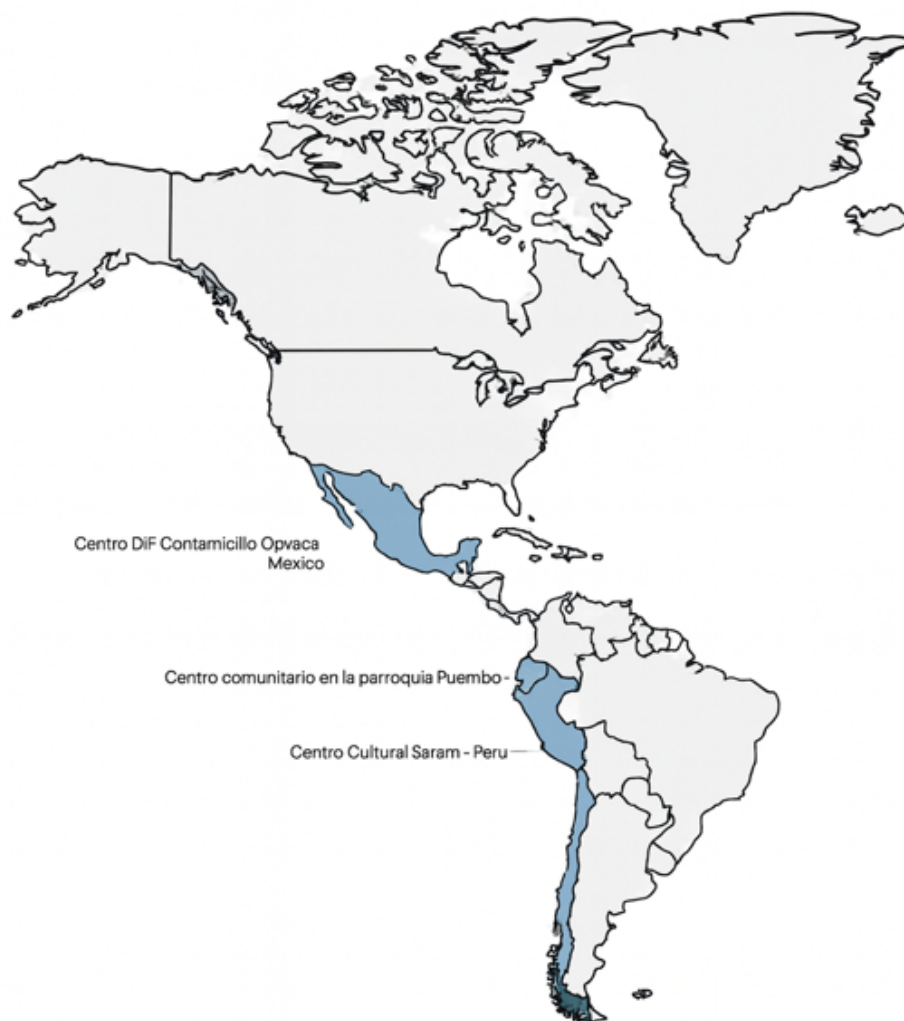 Centro DiF Contamicillo Opvaca
Mexico
Centro comunitario en la parroquia Puembo -
Centro Cultural Saram - Peru